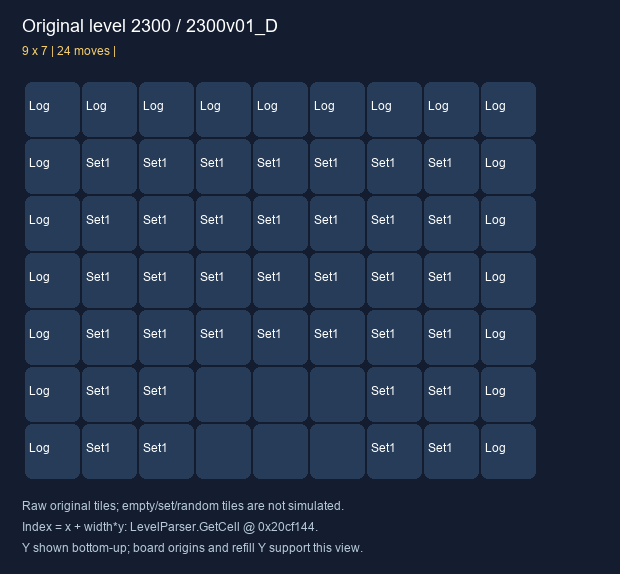 Original level 2300 / 2300v01_D
9 x 7 | 24 moves |
Log Log Log Log Log Log Log Log Log
Log Set1 Set1 Set1 Set1 Set1 Set1 Set1 Log
Log Set1 Set1 Set1 Set1 Set1 Set1 Set1 Log
Log Set1 Set1 Set1 Set1 Set1 Set1 Set1 Log
Log Set1 Set1 Set1 Set1 Set1 Set1 Set1 Log
Log Set1 Set1 Set1 Set1 Log
Log Set1 Set1 Set1 Set1 Log
Raw original tiles; empty/set/random tiles are not simulated.
Index = x + width*y: LevelParser.GetCell @ 0x20cf144.
Y shown bottom-up; board origins and refill Y support this view.